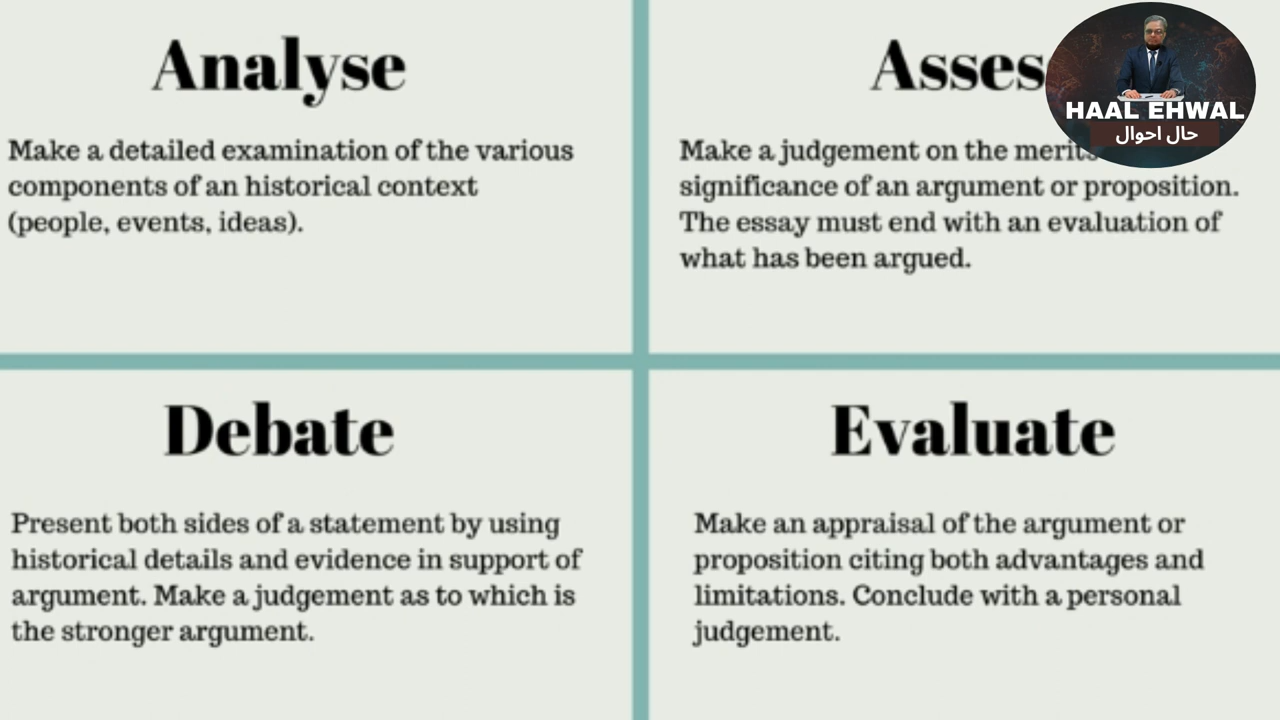 Analyse
Make a detailed examination of the various
components of an historical context
(people, events, ideas).
Asses
Make a judgement on the merits
significance of an argument or proposition.
The essay must end with an evaluation of
what has been argued.
HAAL EHWAL
حال احوال
Debate
Present both sides of a statement by using
historical details and evidence in support of
argument. Make a judgement as to which is
the stronger argument.
Evaluate
Make an appraisal of the argument or
proposition citing both advantages and
limitations. Conclude with a personal
judgement.